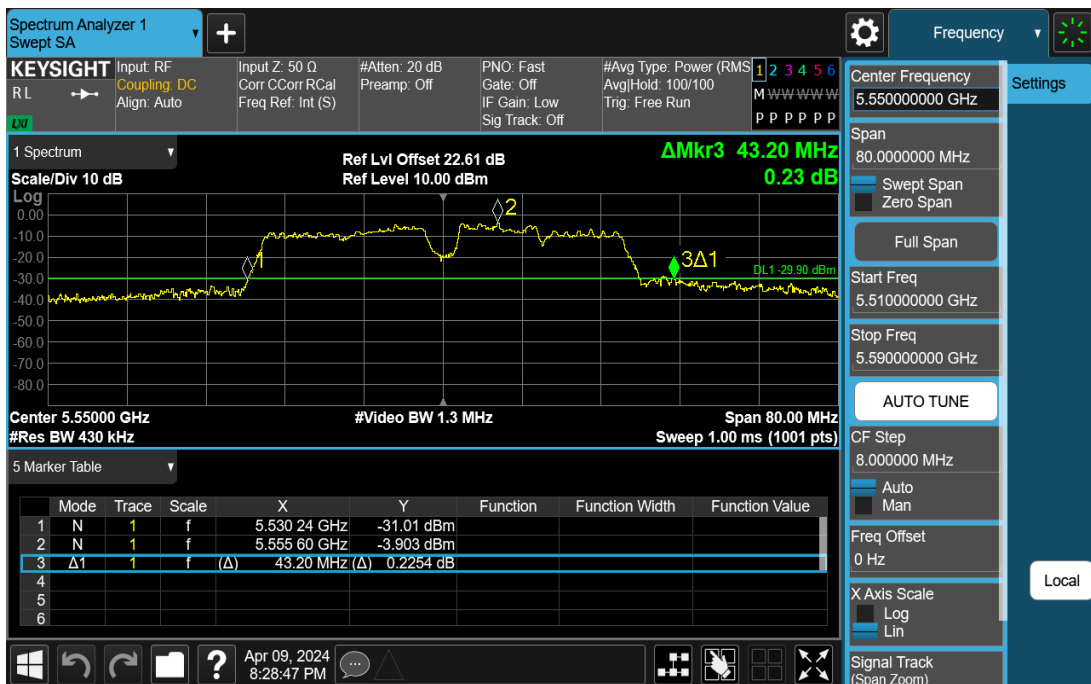 Spectrum Analyzer 1
Swept SA
+
Frequency
KEYSIGHT
R L
LXI
Input: RF
Coupling: DC
Align: Auto
Input Z: 50 Ω
Corr CCorr RCal
Freq Ref: Int (S)
#Atten: 20 dB
Preamp: Off
PNO: Fast
Gate: Off
IF Gain: Low
Sig Track: Off
#Avg Type: Power (RMS
Avg|Hold: 100/100
Trig: Free Run
1 2 3 4 5 6
M W W W W W
P P P P P P
1 Spectrum
Scale/Div 10 dB
Ref Lvl Offset 22.61 dB
Ref Level 10.00 dBm
ΔMkr3 43.20 MHz
0.23 dB
Log
0.00
-10.0
-20.0
-30.0
-40.0
-50.0
-60.0
-70.0
-80.0
1
2
3Δ1
DL1 -29.90 dBm
Center 5.55000 GHz
#Video BW 1.3 MHz
Span 80.00 MHz
#Res BW 430 kHz
Sweep 1.00 ms (1001 pts)
5 Marker Table
Mode Trace Scale X Y Function Function Width Function Value
1 N 1 f 5.530 24 GHz -31.01 dBm
2 N 1 f 5.555 60 GHz -3.903 dBm
3 Δ1 1 f (Δ) 43.20 MHz (Δ) 0.2254 dB
4
5
6
?
Apr 09, 2024
8:28:47 PM
Center Frequency
5.550000000 GHz
Settings
Span
80.0000000 MHz
Swept Span
Zero Span
Full Span
Start Freq
5.510000000 GHz
Stop Freq
5.590000000 GHz
AUTO TUNE
CF Step
8.000000 MHz
Auto
Man
Freq Offset
0 Hz
X Axis Scale
Log
Lin
Local
Signal Track
(Span Zoom)